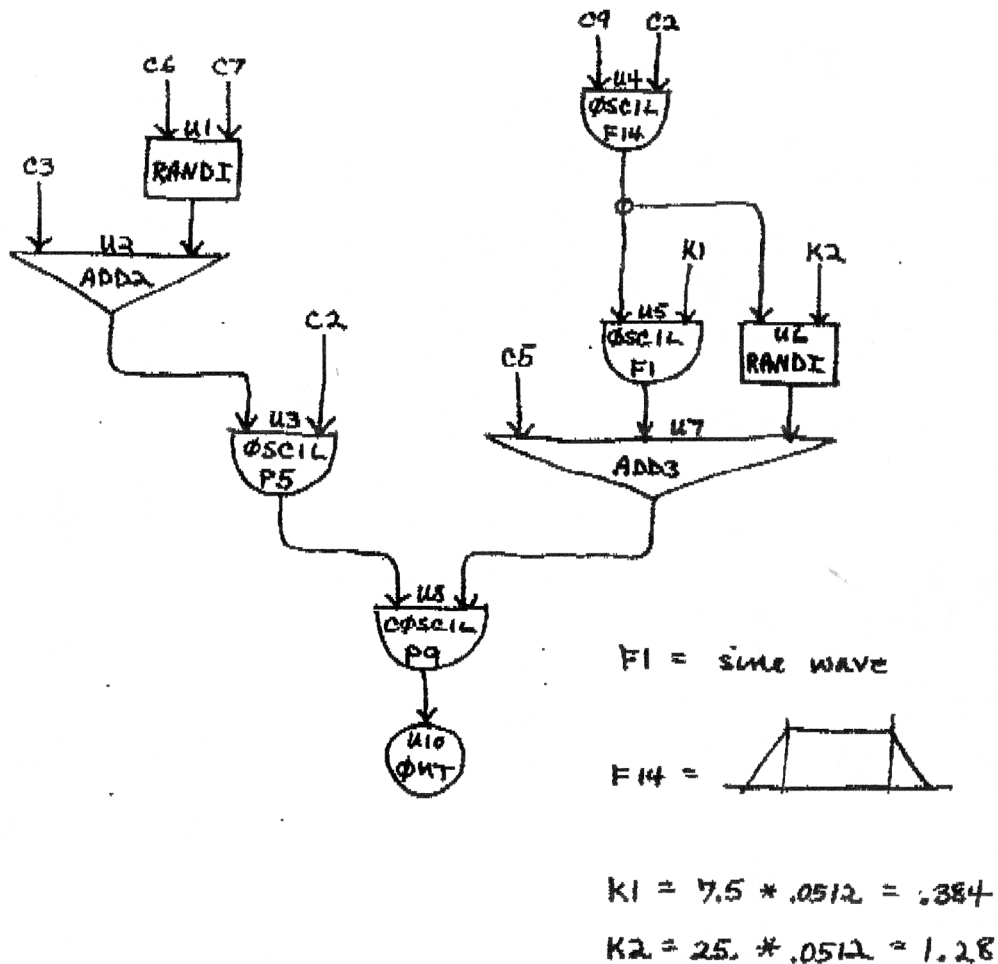 C9 C2
C6 C7
U4
ØSCIL
F14
U1
RANDI
C3
U2
ADD2
K1 K2
C2
U5
ØSCIL
F1
U6
RANDI
C5
U3
ØSCIL
P5
U7
ADD3
U8
CØSCIL
P9
U10
ØUT
F1 = sine wave
F14 =
K1 = 7.5 * .0512 = .384
K2 = 25. * .0512 = 1.28